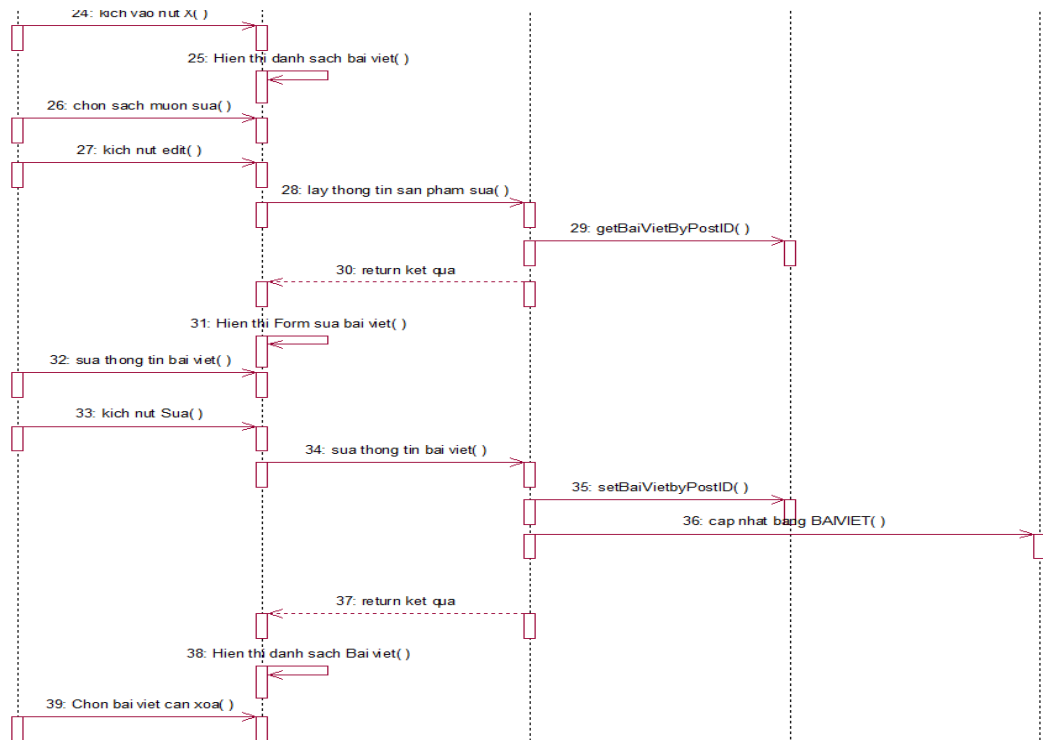 24: kich vao nut X( )
25: Hien thi danh sach bai viet( )
26: chon sach muon sua( )
27: kich nut edit( )
28: lay thong tin san pham sua( )
29: getBaiVietByPostID( )
30: return ket qua
31: Hien thi Form sua bai viet( )
32: sua thong tin bai viet( )
33: kich nut Sua( )
34: sua thong tin bai viet( )
35: setBaiVietbyPostID( )
36: cap nhat bang BAIVIET( )
37: return ket qua
38: Hien thi danh sach Bai viet( )
39: Chon bai viet can xoa( )